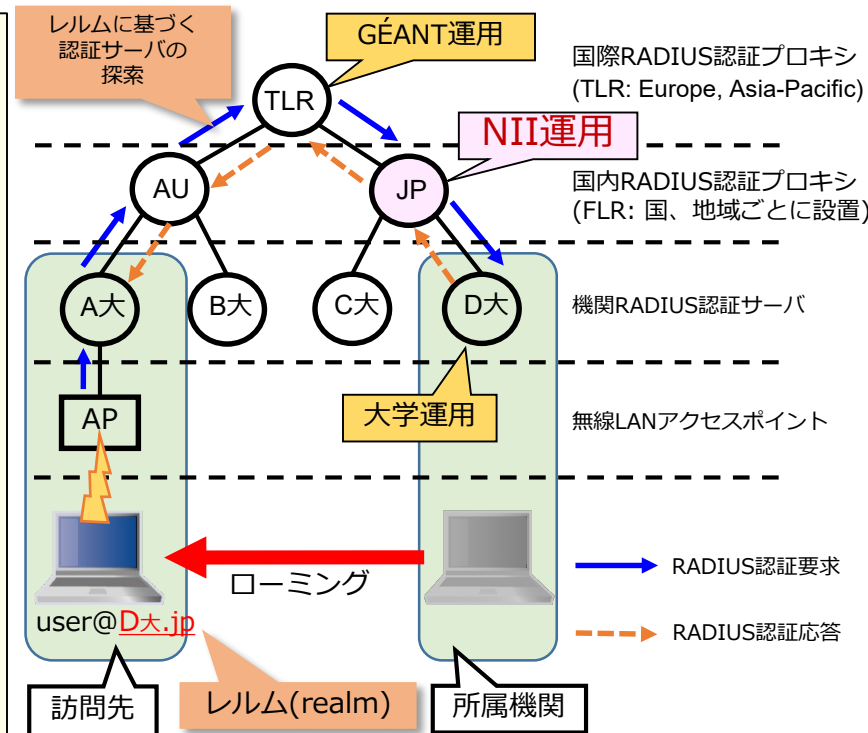 レルムに基づく
認証サーバの
探索
GÉANT運用
国際RADIUS認証プロキシ
(TLR: Europe, Asia-Pacific)
TLR
NII運用
AU
JP
国内RADIUS認証プロキシ
(FLR: 国、地域ごとに設置)
A大
B大
C大
D大
機関RADIUS認証サーバ
AP
大学運用
無線LANアクセスポイント
ローミング
RADIUS認証要求
user@D大.jp
RADIUS認証応答
訪問先
レルム(realm)
所属機関